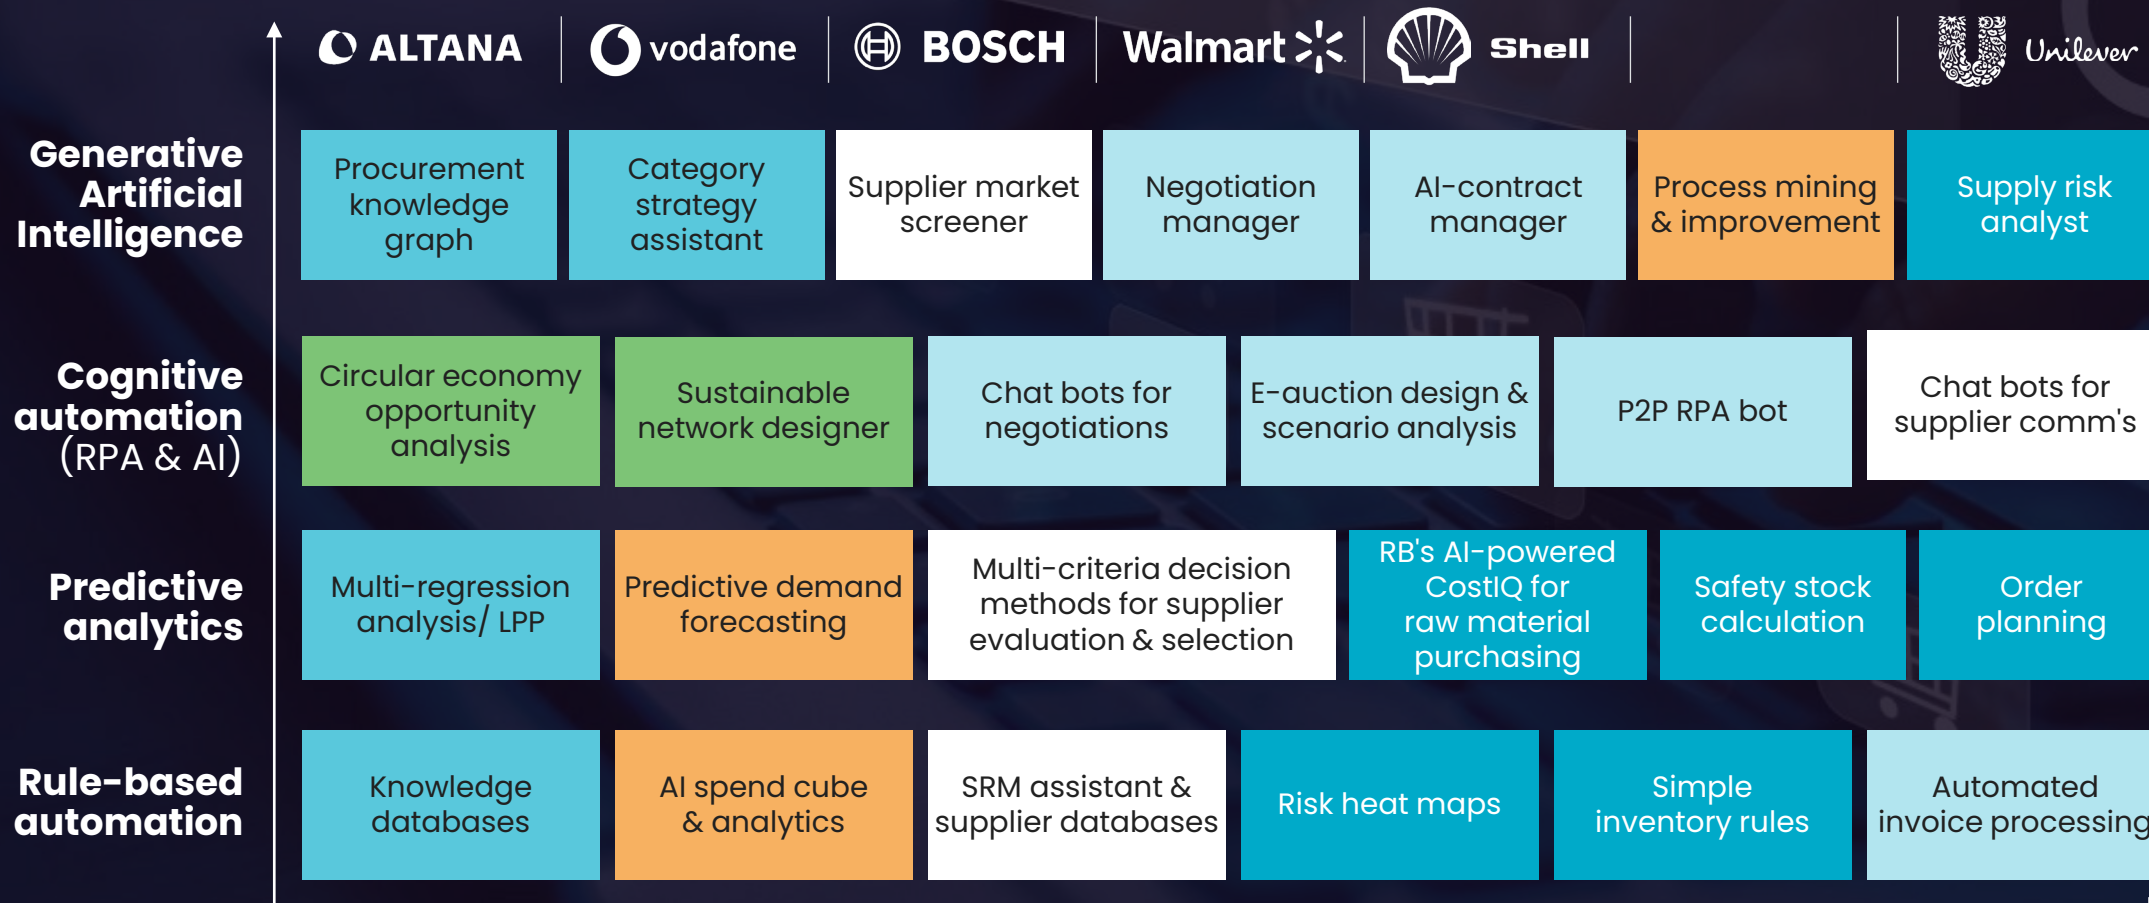 ALTANA
vodafone
BOSCH
Walmart
Shell
Unilever
Generative
Artificial
Intelligence
Procurement
knowledge
graph
Category
strategy
assistant
Supplier market
screener
Negotiation
manager
AI-contract
manager
Process mining
& improvement
Supply risk
analyst
Cognitive
automation
(RPA & AI)
Circular economy
opportunity
analysis
Sustainable
network designer
Chat bots for
negotiations
E-auction design &
scenario analysis
P2P RPA bot
Chat bots for
supplier comm's
Predictive
analytics
Multi-regression
analysis/ LPP
Predictive demand
forecasting
Multi-criteria decision
methods for supplier
evaluation & selection
RB's AI-powered
CostIQ for
raw material
purchasing
Safety stock
calculation
Order
planning
Rule-based
automation
Knowledge
databases
AI spend cube
& analytics
SRM assistant &
supplier databases
Risk heat maps
Simple
inventory rules
Automated
invoice processing